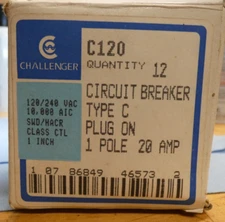 C120
CHALLENGER
QUANTITY 12
120/240 VAC
10,000 AIC
SWD/HACR
CLASS CTL
1 INCH
CIRCUIT BREAKER
TYPE C
PLUG ON
1 POLE 20 AMP
1 07 86849 46573 2